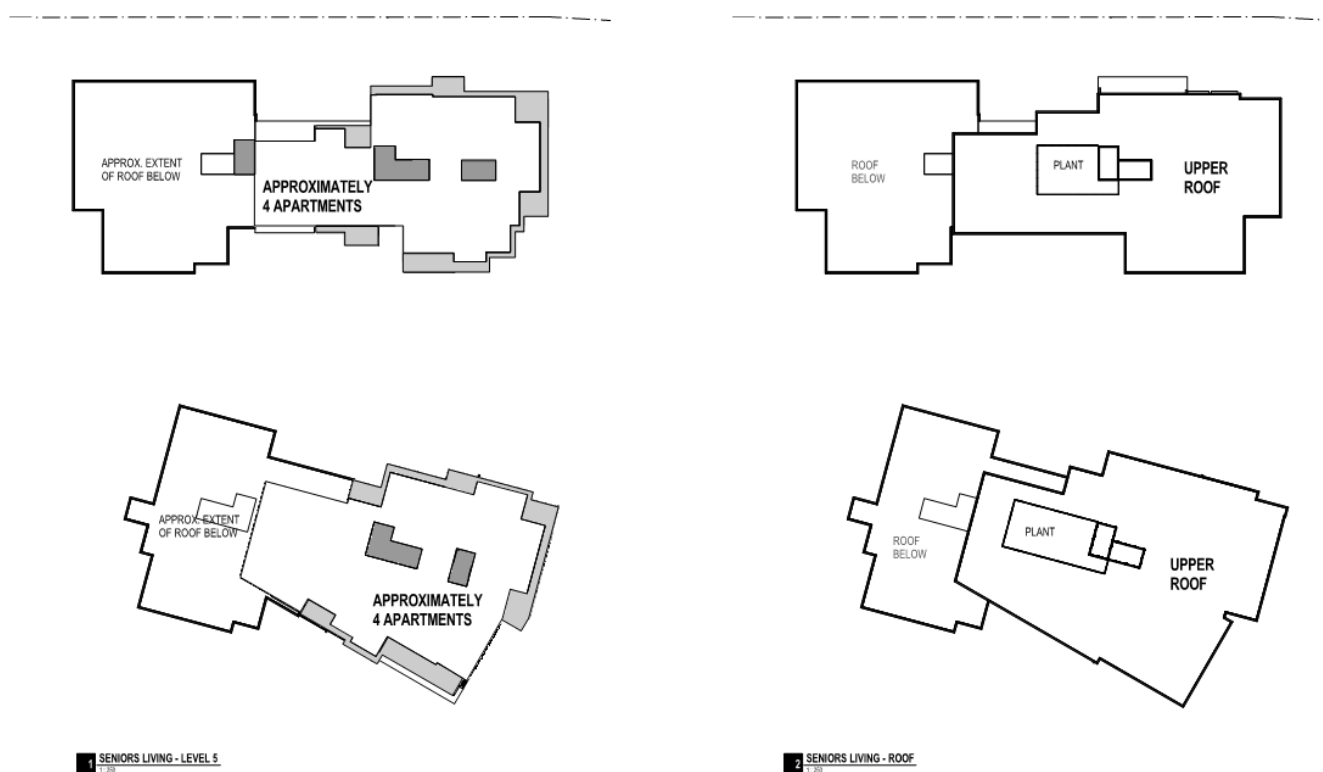 APPROX. EXTENT
OF ROOF BELOW
APPROXIMATELY
4 APARTMENTS
ROOF
BELOW
PLANT
UPPER
ROOF
APPROX. EXTENT
OF ROOF BELOW
APPROXIMATELY
4 APARTMENTS
ROOF
BELOW
PLANT
UPPER
ROOF
1 SENIORS LIVING - LEVEL 5
2 SENIORS LIVING - ROOF